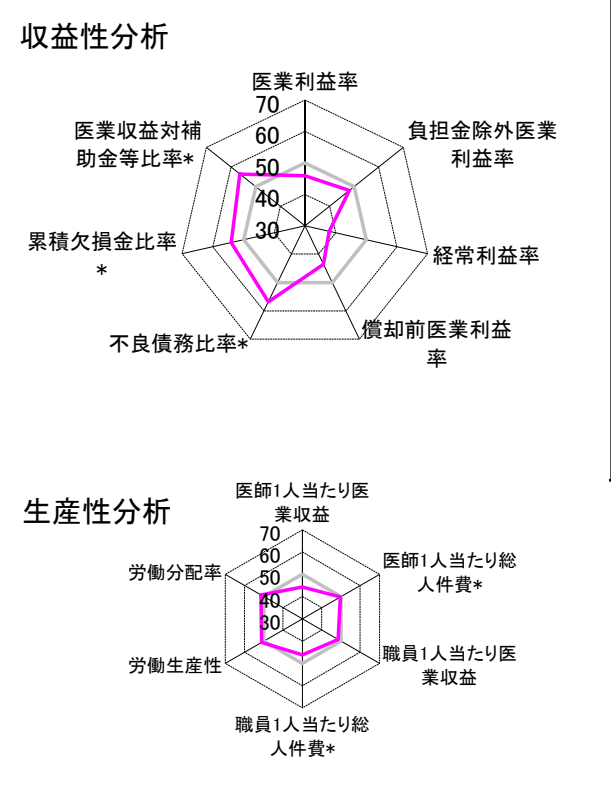 収益性分析
医業利益率
70
60
50
40
30
負担金除外医業
利益率
経常利益率
償却前医業利益
率
不良債務比率*
累積欠損金比率
*
医業収益対補
助金等比率*
生産性分析
医師1人当たり医
業収益
70
60
50
40
30
医師1人当たり総
人件費*
職員1人当たり医
業収益
職員1人当たり総
人件費*
労働生産性
労働分配率